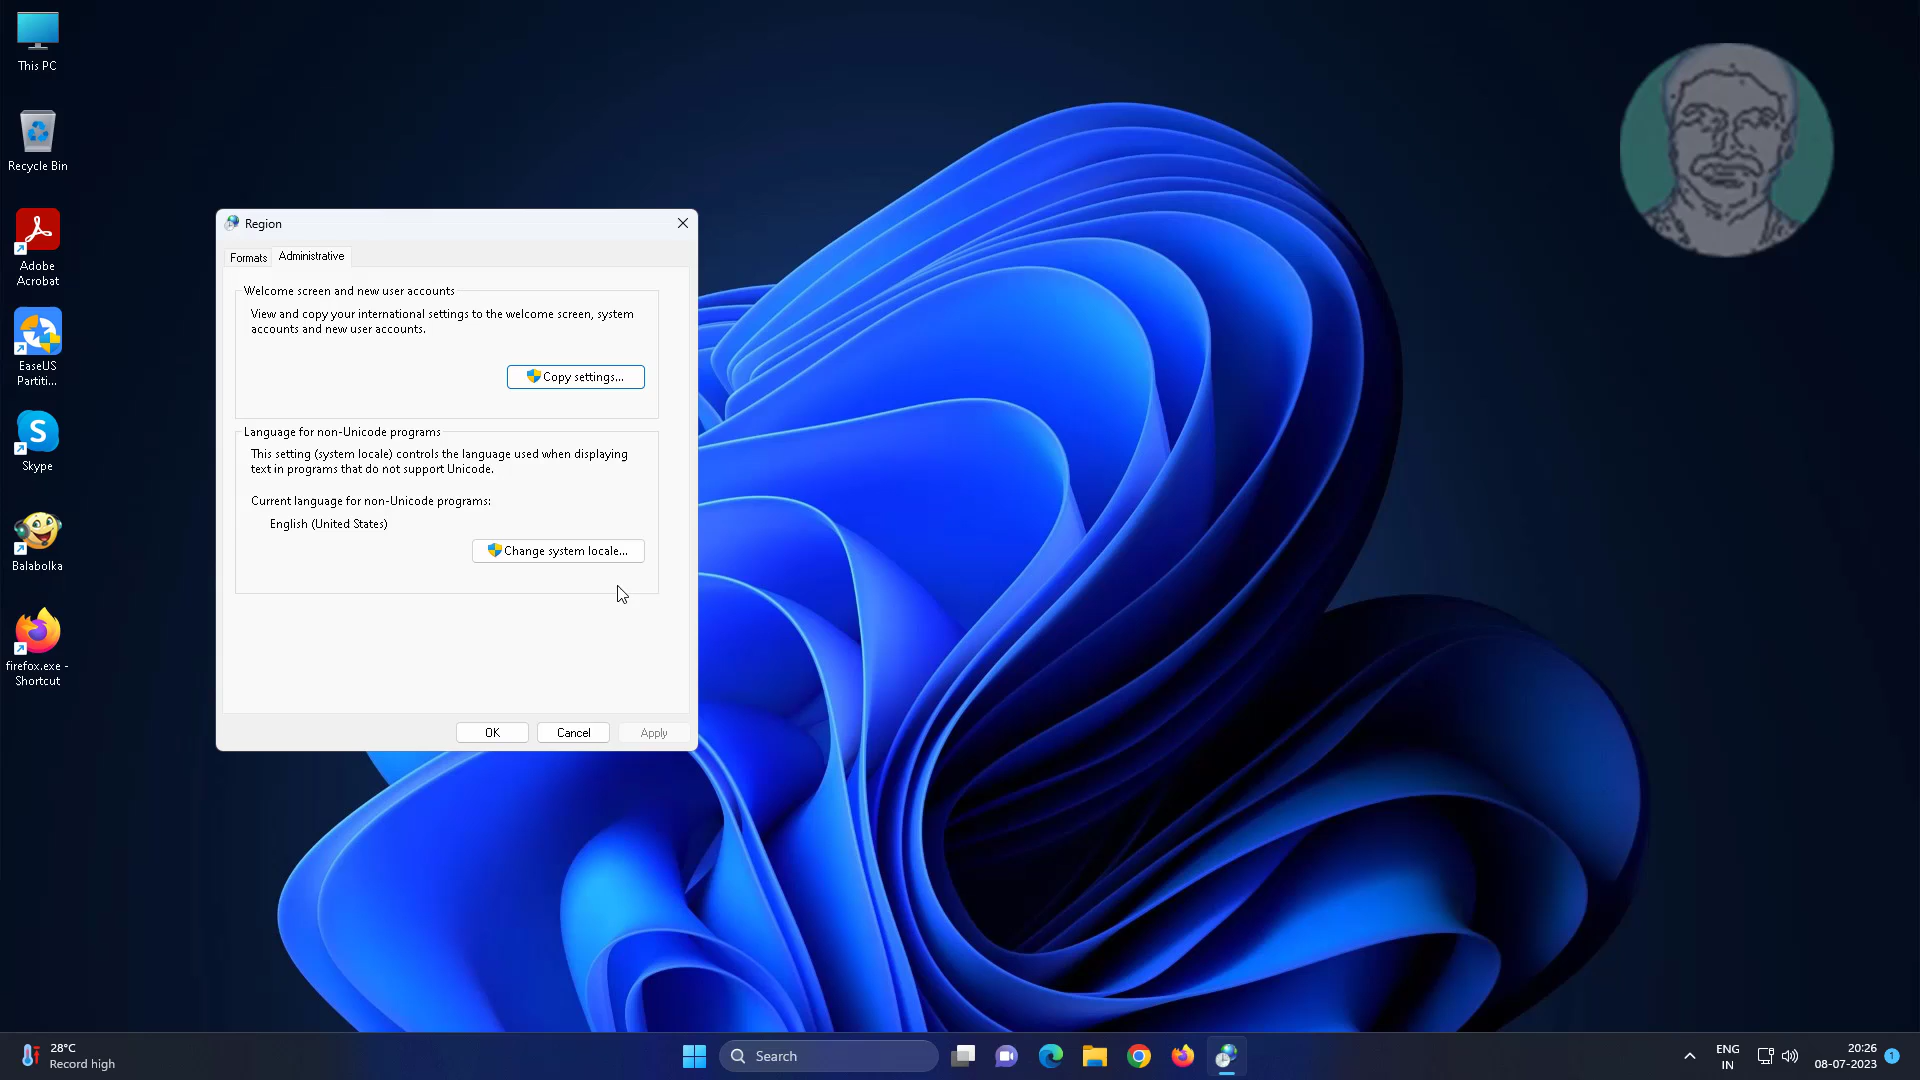 This PC
Recycle Bin
Adobe
Acrobat
EaseUS
Partiti...
Skype
Balabolka
firefox.exe -
Shortcut
Region
Formats
Administrative
Welcome screen and new user accounts
View and copy your international settings to the welcome screen, system
accounts and new user accounts.
Copy settings...
Language for non-Unicode programs
This setting (system locale) controls the language used when displaying
text in programs that do not support Unicode.
Current language for non-Unicode programs:
English (United States)
Change system locale...
OK
Cancel
Apply
28°C
Record high
Search
ENG
IN
20:26
08-07-2023
1